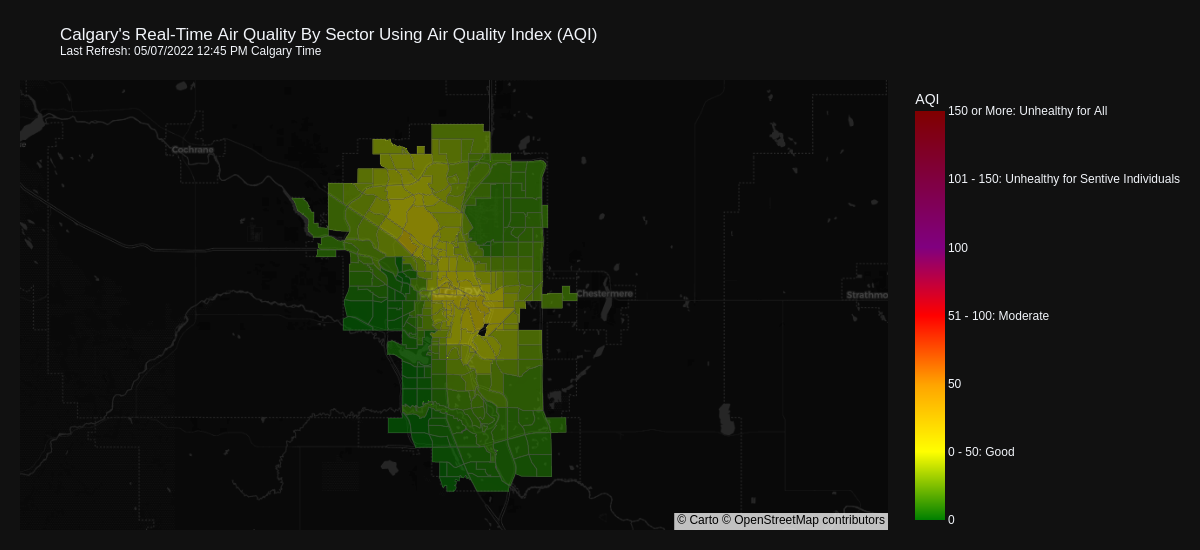 Calgary's Real-Time Air Quality By Sector Using Air Quality Index (AQI)
Last Refresh: 05/07/2022 12:45 PM Calgary Time
AQI
150 or More: Unhealthy for All
Cochrane
101 - 150: Unhealthy for Sentive Individuals
100
Chestermere
Strathmo
51 - 100: Moderate
50
0 - 50: Good
0
© Carto © OpenStreetMap contributors